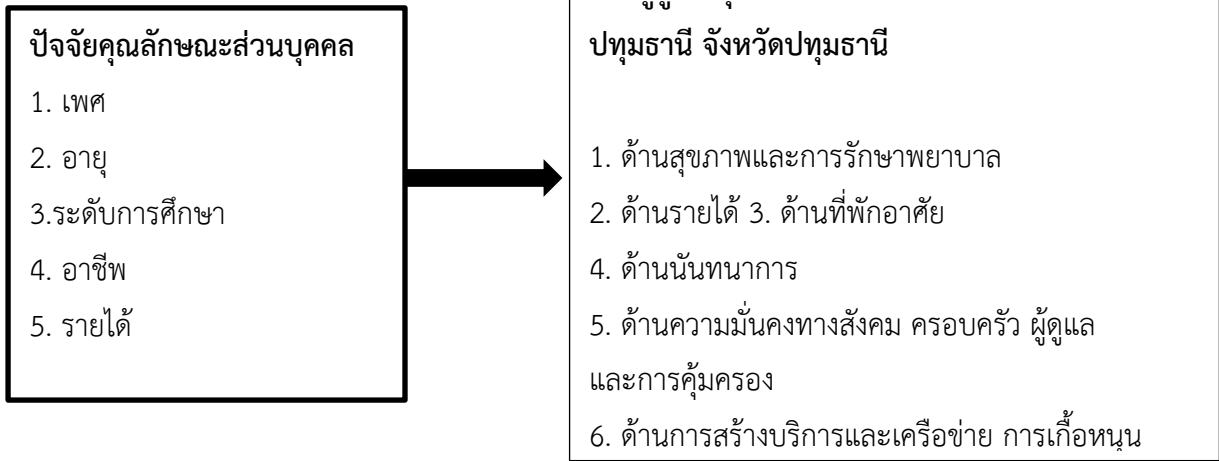 ปัจจัยคุณลักษณะส่วนบุคคล
1. เพศ
2. อายุ
3.ระดับการศึกษา
4. อาชีพ
5. รายได้
ปทุมธานี จังหวัดปทุมธานี
1. ด้านสุขภาพและการรักษาพยาบาล
2. ด้านรายได้ 3. ด้านที่พักอาศัย
4. ด้านนันทนาการ
5. ด้านความมั่นคงทางสังคม ครอบครัว ผู้ดูแล
และการคุ้มครอง
6. ด้านการสร้างบริการและเครือข่าย การเกื้อหนุน